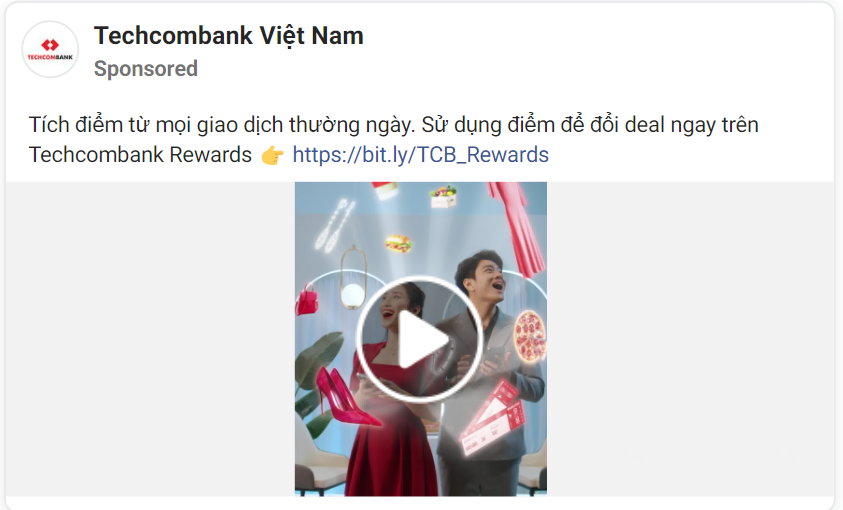 TECHCOMBANK
Techcombank Việt Nam
Sponsored
Tích điểm từ mọi giao dịch thường ngày. Sử dụng điểm để đổi deal ngay trên
Techcombank Rewards 👉 https://bit.ly/TCB_Rewards